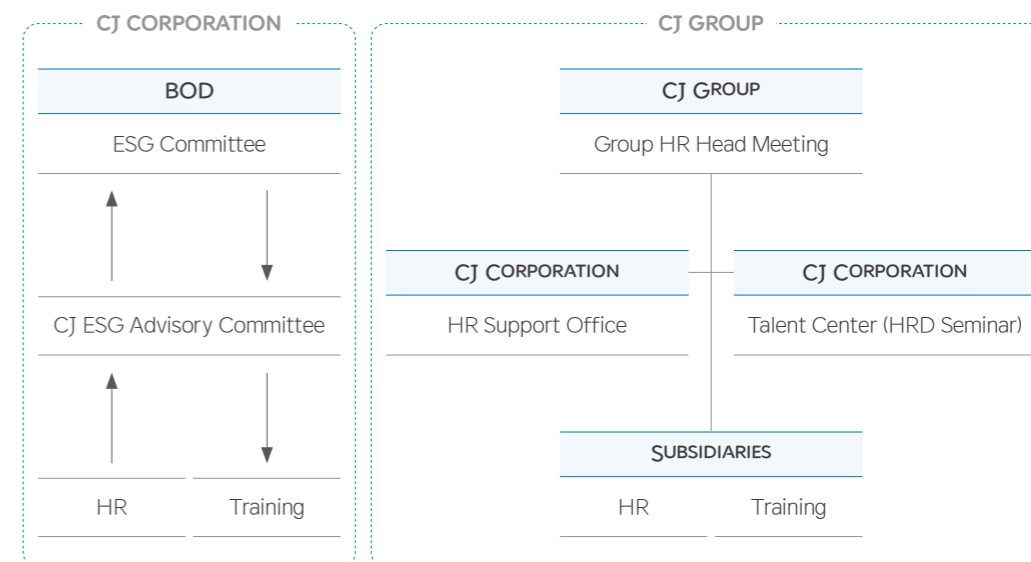 CJ CORPORATION
BOD
ESG Committee
CJ ESG Advisory Committee
HR
Training
CJ GROUP
CJ GROUP
Group HR Head Meeting
CJ CORPORATION
HR Support Office
CJ CORPORATION
Talent Center (HRD Seminar)
SUBSIDIARIES
HR
Training